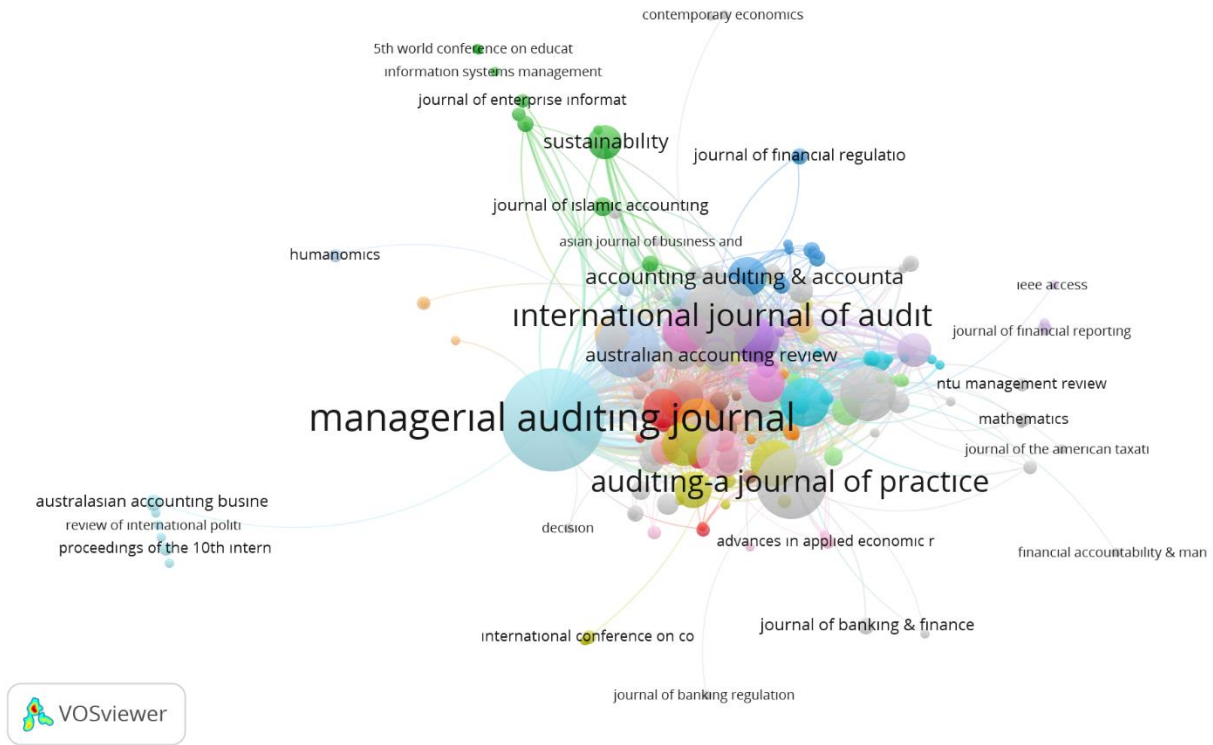 contemporary economics
5th world conference on educat
information systems management
journal of enterprise informat
sustainability
journal of financial regulatio
journal of islamic accounting
asian journal of business and
humanomics
accounting auditing & accounta
ieee access
international journal of audit
journal of financial reporting
australian accounting review
ntu management review
managerial auditing journal
mathematics
journal of the american taxati
auditing-a journal of practice
australasian accounting busine
review of international politi
decision
proceedings of the 10th intern
advances in applied economic r
financial accountability & man
international conference on co
journal of banking & finance
journal of banking regulation
VOSviewer